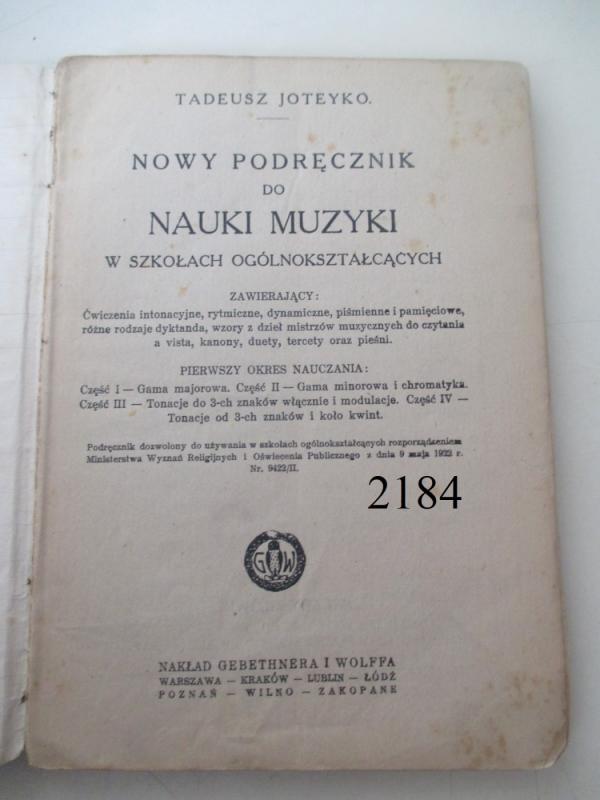 TADEUSZ JOTEYKO.
NOWY PODRĘCZNIK
DO
NAUKI MUZYKI
W SZKOŁACH OGÓLNOKSZTAŁCĄCYCH
ZAWIERAJĄCY:
Ćwiczenia intonacyjne, rytmiczne, dynamiczne, piśmienne i pamięciowe,
różne rodzaje dyktanda, wzory z dzieł mistrzów muzycznych do czytania
a vista, kanony, duety, tercety oraz pieśni.
PIERWSZY OKRES NAUCZANIA:
Część I — Gama majorowa. Część II — Gama minorowa i chromatyka.
Część III — Tonacje do 3-ch znaków włącznie i modulacje. Część IV —
Tonacje od 3-ch znaków i koło kwint.
Podręcznik dozwolony do używania w szkołach ogólnokształcących rozporządzeniem
Ministerstwa Wyznań Religijnych i Oświecenia Publicznego z dnia 9 maja 1922 r.
Nr. 9422/II.
2184
G W
NAKŁAD GEBETHNERA I WOLFFA
WARSZAWA — KRAKÓW — LUBLIN — ŁÓDŹ
POZNAŃ — WILNO — ZAKOPANE